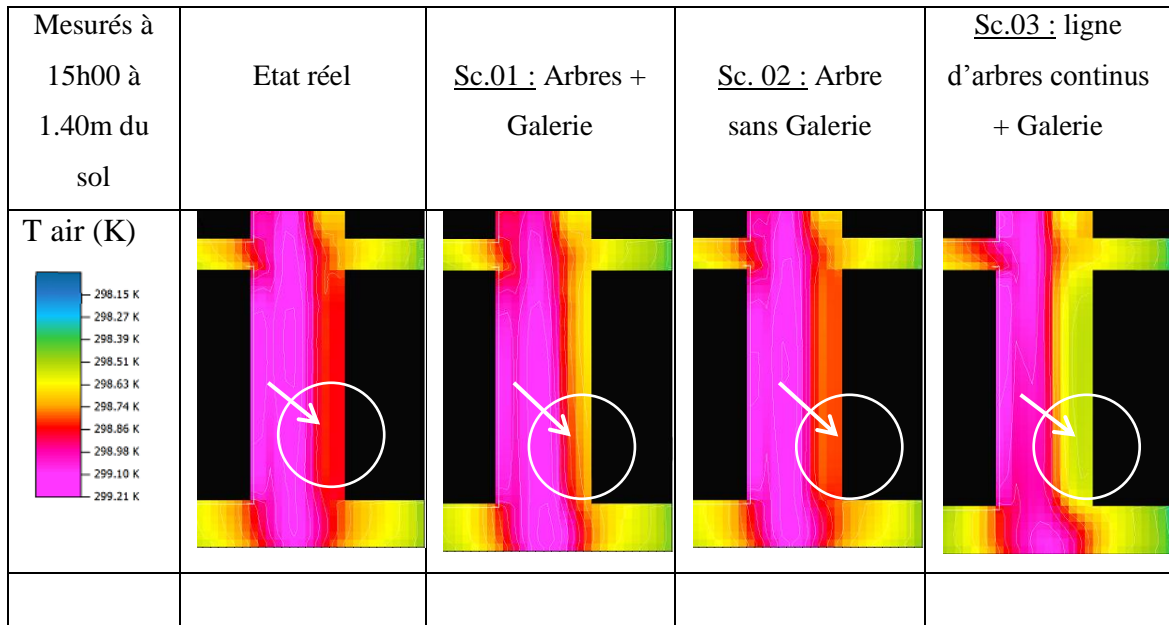 Mesurés à
15h00 à
1.40m du
sol
Etat réel
Sc.01 : Arbres +
Galerie
Sc. 02 : Arbre
sans Galerie
Sc.03 : ligne
d’arbres continus
+ Galerie
T air (K)
298.15 K
298.27 K
298.39 K
298.51 K
298.63 K
298.74 K
298.86 K
298.98 K
299.10 K
299.21 K